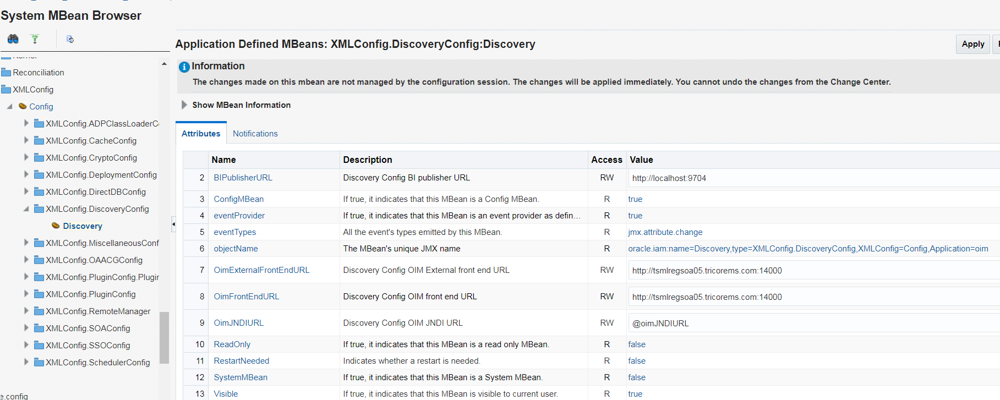 System MBean Browser
Reconciliation
XMLConfig
Config
XMLConfig.ADPClassLoaderC
XMLConfig.CacheConfig
XMLConfig.CryptoConfig
XMLConfig.DeploymentConfig
XMLConfig.DirectDBConfig
XMLConfig.DiscoveryConfig
Discovery
XMLConfig.MiscellaneousConf
XMLConfig.OAACGConfig
XMLConfig.PluginConfig.Plugin
XMLConfig.PluginConfig
XMLConfig.RemoteManager
XMLConfig.SOAConfig
XMLConfig.SSOConfig
XMLConfig.SchedulerConfig
e.config
Application Defined MBeans: XMLConfig.DiscoveryConfig:Discovery
Apply
Information
The changes made on this mbean are not managed by the configuration session. The changes will be applied immediately. You cannot undo the changes from the Change Center.
Show MBean Information
Attributes Notifications
Name Description Access Value
2 BIPublisherURL Discovery Config BI publisher URL RW http://localhost:9704
3 ConfigMBean If true, it indicates that this MBean is a Config MBean. R true
4 eventProvider If true, it indicates that this MBean is an event provider as defin... R true
5 eventTypes All the event's types emitted by this MBean. R jmx.attribute.change
6 objectName The MBean's unique JMX name R oracle.iam:name=Discovery,type=XMLConfig.DiscoveryConfig,XMLConfig=Config,Application=oim
7 OimExternalFrontEndURL Discovery Config OIM External front end URL RW http://tsmlregsoa05.tricorems.com:14000
8 OimFrontEndURL Discovery Config OIM front end URL RW http://tsmlregsoa05.tricorems.com:14000
9 OimJNDIURL Discovery Config OIM JNDI URL RW @oimJNDIURL
10 ReadOnly If true, it indicates that this MBean is a read only MBean. R false
11 RestartNeeded Indicates whether a restart is needed. R false
12 SystemMBean If true, it indicates that this MBean is a System MBean. R false
13 Visible If true, it indicates that this MBean is visible to current user. R true